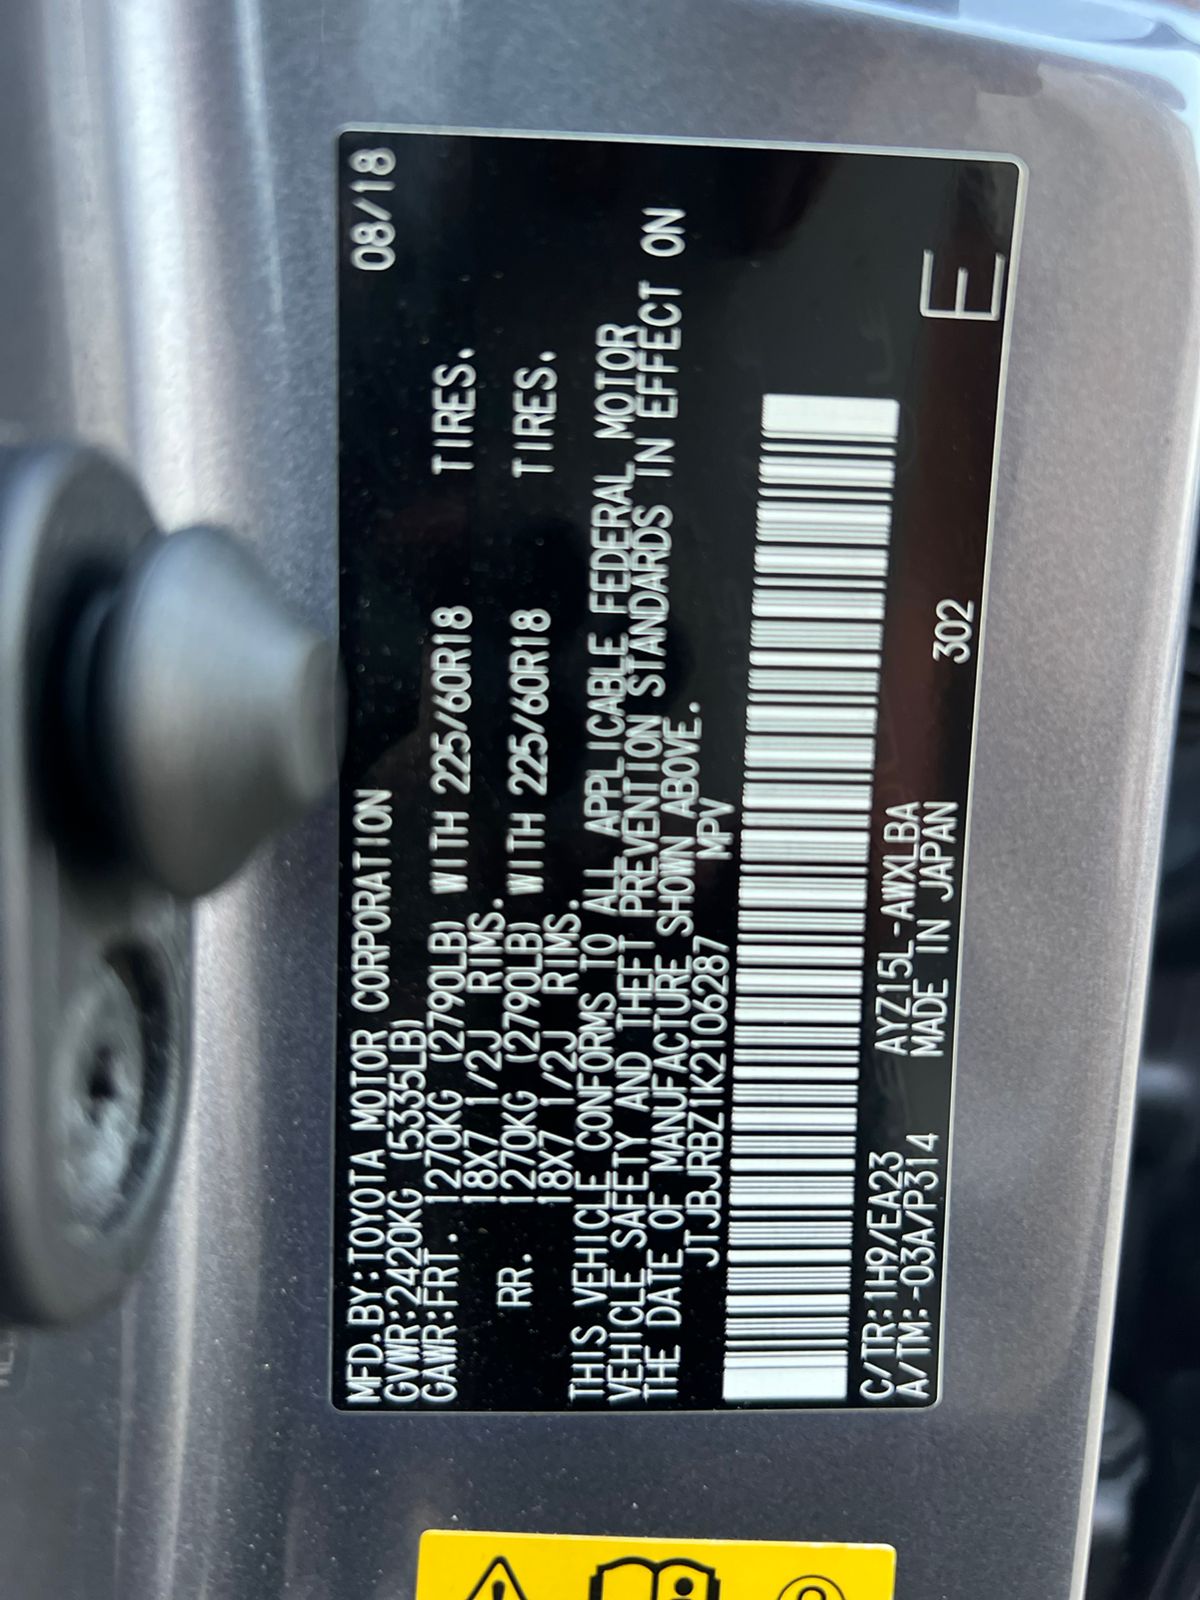 MFD.BY:TOYOTA MOTOR CORPORATION 08/18
GVWR:2420KG (5335LB)
GAWR:FRT. 1270KG (2790LB) WITH 225/60R18 TIRES.
18X7 1/2J RIMS.
RR. 1270KG (2790LB) WITH 225/60R18 TIRES.
18X7 1/2J RIMS.
THIS VEHICLE CONFORMS TO ALL APPLICABLE FEDERAL MOTOR
VEHICLE SAFETY AND THEFT PREVENTION STANDARDS IN EFFECT ON
THE DATE OF MANUFACTURE SHOWN ABOVE.
JTJBJRBZ1K2106287 MPV
C/TR:1H9/EA23 AYZ15L-AWXLBA
A/TM:-03A/P314 MADE IN JAPAN 302 E